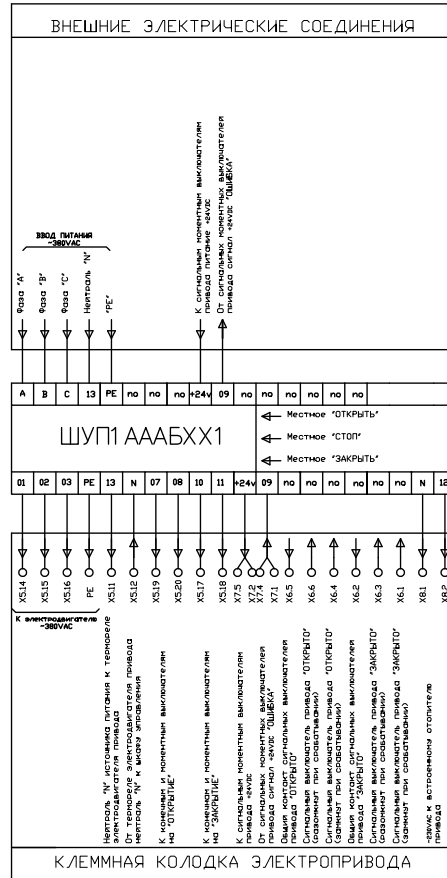 ВНЕШНИЕ ЭЛЕКТРИЧЕСКИЕ СОЕДИНЕНИЯ
ВВОД ПИТАНИЯ
~380VAC
Фаза "A"
Фаза "B"
Фаза "C"
Нейтраль "N"
"PE"
К сигнальным моментным выключателям
привода питание +24VDC
От сигнальных моментных выключателей
привода сигнал +24VDC "ОШИБКА"
A B C 13 PE no no no +24v 09 no no no no no no
ШУП1 АААБХХ1
Местное "ОТКРЫТЬ"
Местное "СТОП"
Местное "ЗАКРЫТЬ"
01 02 03 PE 13 N 07 08 10 11 +24v 09 no no no no no no N 12
X5.14
X5.15
X5.16
PE
X5.11
X5.12
X5.19
X5.20
X5.17
X5.18
X7.5
X7.2
X7.4
X7.1
X6.5
X6.6
X6.4
X6.2
X6.3
X6.1
X8.1
X8.2
К электродвигателю
~380VAC
Нейтраль "N" источника питания к термореле
электродвигателя привода
От термореле электродвигателя привода
нейтраль "N" к шкафу управления
К конечным и моментным выключателям
на "ОТКРЫТИЕ"
К конечным и моментным выключателям
на "ЗАКРЫТИЕ"
К сигнальным моментным выключателям
привода +24VDC
От сигнальных моментных выключателей
привода сигнал +24VDC "ОШИБКА"
Общий контакт сигнальных выключателей
привода "ОТКРЫТО"
Сигнальный выключатель привода "ОТКРЫТО"
(разомкнут при срабатывании)
Сигнальный выключатель привода "ОТКРЫТО"
(замкнут при срабатывании)
Общий контакт сигнальных выключателей
привода "ЗАКРЫТО"
Сигнальный выключатель привода "ЗАКРЫТО"
(разомкнут при срабатывании)
Сигнальный выключатель привода "ЗАКРЫТО"
(замкнут при срабатывании)
~230VAC к встроенному отопителю
привода
КЛЕММНАЯ КОЛОДКА ЭЛЕКТРОПРИВОДА